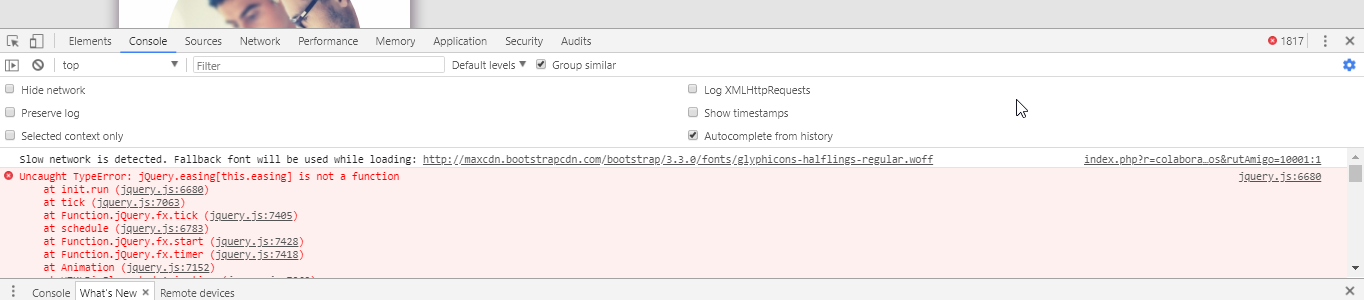 Elements Console Sources Network Performance Memory Application Security Audits 1817
top Filter Default levels Group similar
Hide network Log XMLHttpRequests
Preserve log Show timestamps
Selected context only Autocomplete from history
Slow network is detected. Fallback font will be used while loading: http://maxcdn.bootstrapcdn.com/bootstrap/3.3.0/fonts/glyphicons-halflings-regular.woff index.php?r=colabora…os&rutAmigo=10001:1
Uncaught TypeError: jQuery.easing[this.easing] is not a function jquery.js:6680
at init.run (jquery.js:6680)
at tick (jquery.js:7063)
at Function.jQuery.fx.tick (jquery.js:7405)
at schedule (jquery.js:6783)
at Function.jQuery.fx.start (jquery.js:7428)
at Function.jQuery.fx.timer (jquery.js:7418)
at Animation (jquery.js:7152)
Console What's New Remote devices